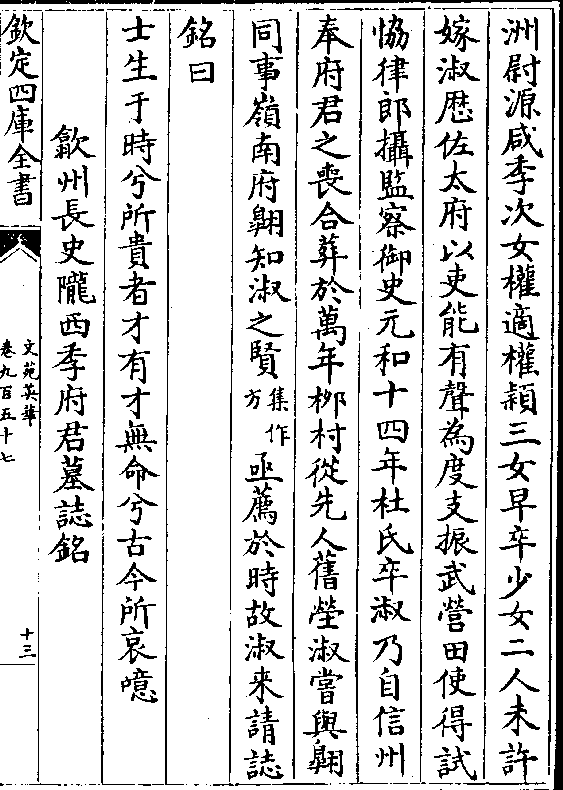 洲尉源咸季次女權適權頴三女早卒少女二人未許
嫁淑歴佐太府以吏能有聲為度支振武營田使得試
恊律郎攝監察御史元和十四年杜氏卒淑乃自信州
奉府君之喪合葬於萬年栁村從先人舊塋淑嘗與翺
同事嶺南府翺知淑之賢集作方亟薦於時故淑来請誌
銘曰
士生于時兮所貴者才有才無命兮古今所哀噫
歙州長史隴西李府君墓誌銘
欽定四庫全書
文苑英華
卷九百五十七
十三